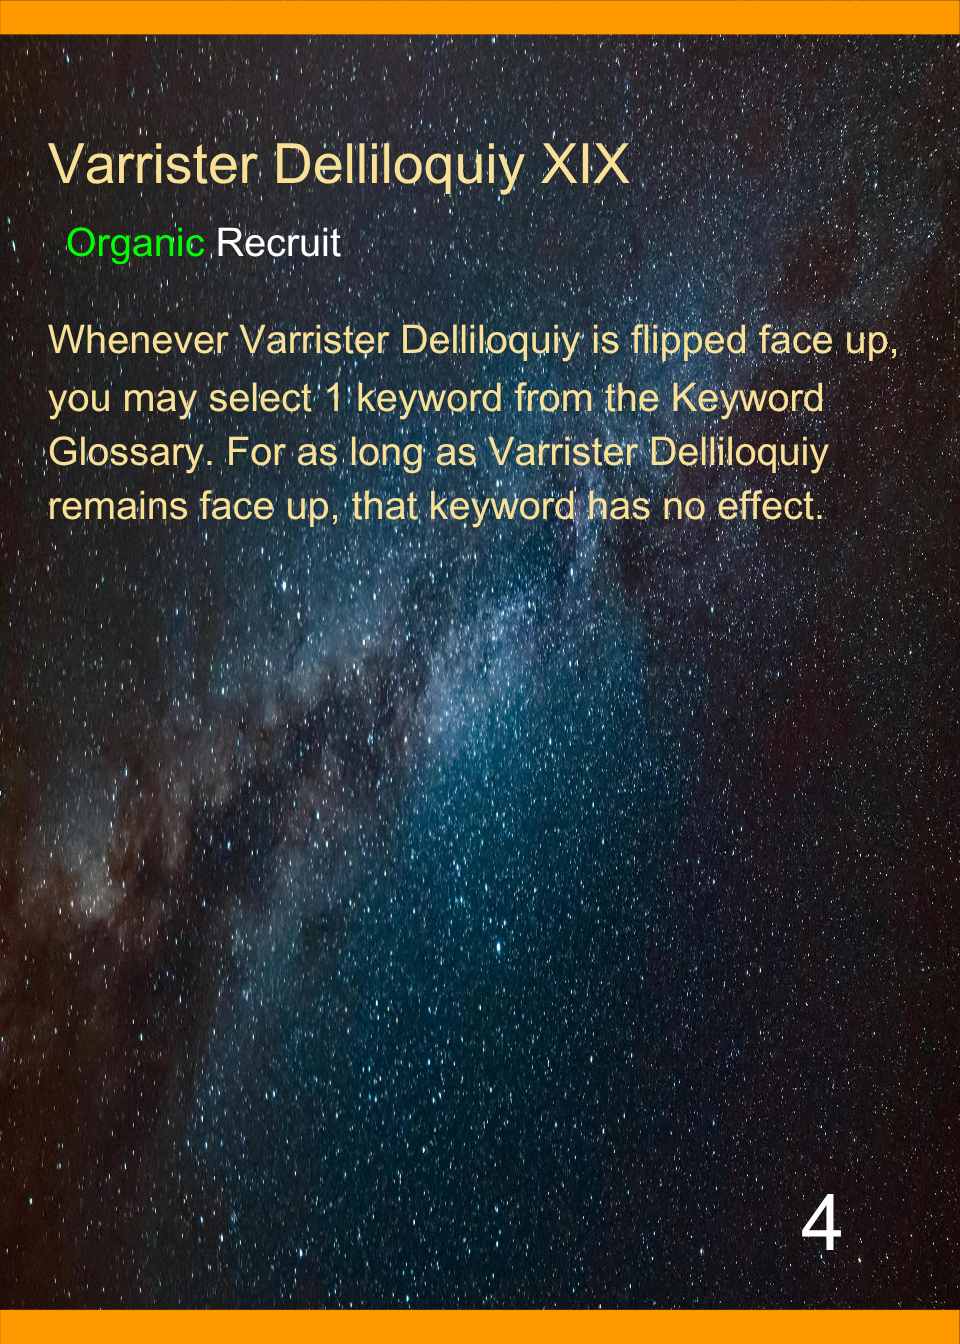 Varrister Delliloquiy XIX
Organic Recruit
Whenever Varrister Delliloquiy is flipped face up,
you may select 1 keyword from the Keyword
Glossary. For as long as Varrister Delliloquiy
remains face up, that keyword has no effect.
4